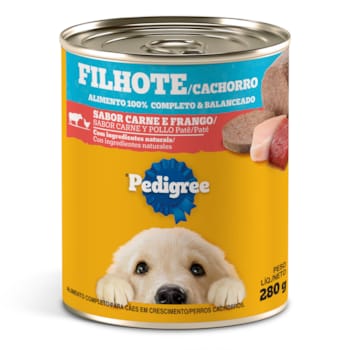 FILHOTE/CACHORRO
ALIMENTO 100% COMPLETO & BALANCEADO
SABOR CARNE E FRANGO/
SABOR CARNE Y POLLO Patê/Paté
Com ingredientes naturais/
Con ingredientes naturales
Pedigree
PESO
LÍQ./NETO
280 g
ALIMENTO COMPLETO PARA CÃES EM CRESCIMENTO/PERROS CACHORROS.